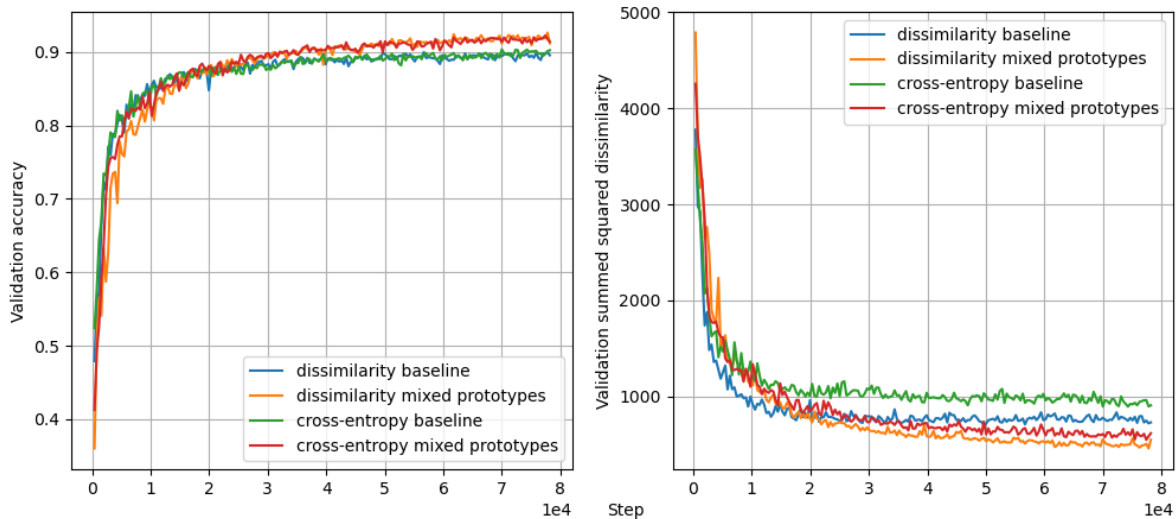 Validation accuracy
0.9
0.8
0.7
0.6
0.5
0.4
dissimilarity baseline
dissimilarity mixed prototypes
cross-entropy baseline
cross-entropy mixed prototypes
0 1 2 3 4 5 6 7 8
1e4
Validation summed squared dissimilarity
5000
4000
3000
2000
1000
dissimilarity baseline
dissimilarity mixed prototypes
cross-entropy baseline
cross-entropy mixed prototypes
0 1 2 3 4 5 6 7 8
1e4
Step